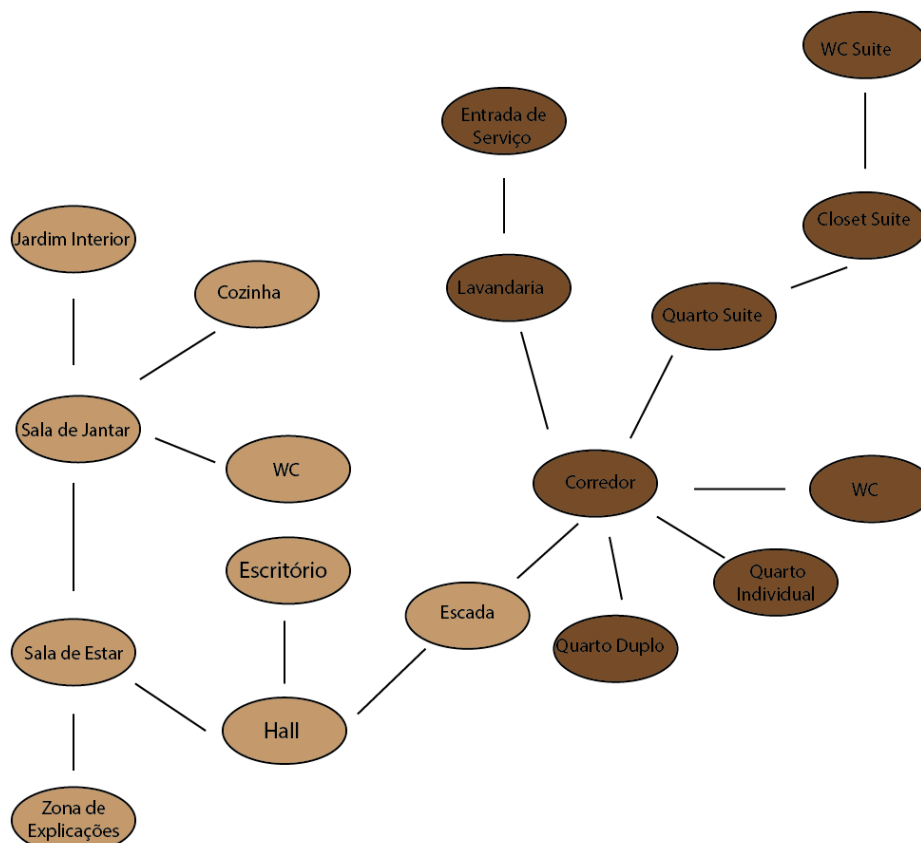 WC Suite
Entrada de
Serviço
Closet Suite
Jardim Interior
Cozinha
Lavandaria
Quarto Suite
Sala de Jantar
WC
Corredor
WC
Escritório
Quarto
Individual
Escada
Quarto Duplo
Sala de Estar
Hall
Zona de
Explicações